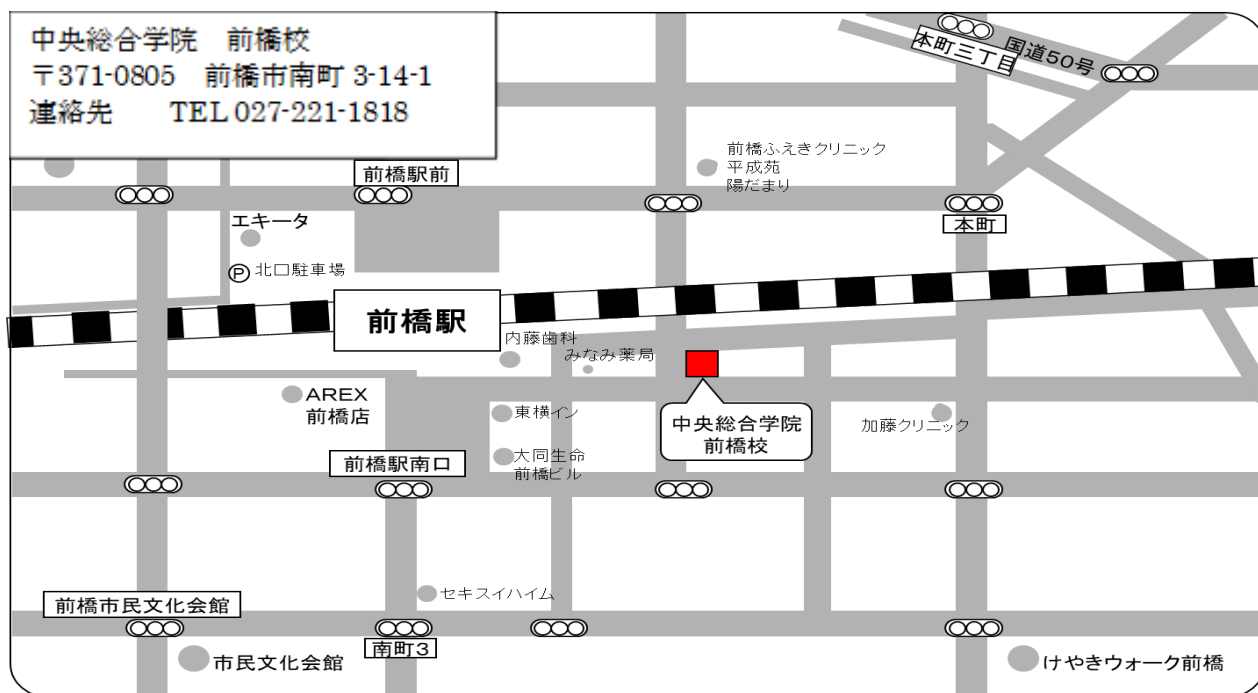 中央総合学院　前橋校
〒371-0805　前橋市南町 3-14-1
連絡先　　TEL 027-221-1818
本町三丁目
国道50号
前橋駅前
前橋ふえきクリニック
平成苑
陽だまり
エキータ
本町
P 北口駐車場
前橋駅
内藤歯科
みなみ薬局
AREX
前橋店
東横イン
中央総合学院
前橋校
加藤クリニック
前橋駅南口
大同生命
前橋ビル
セキスイハイム
前橋市民文化会館
南町3
市民文化会館
けやきウォーク前橋